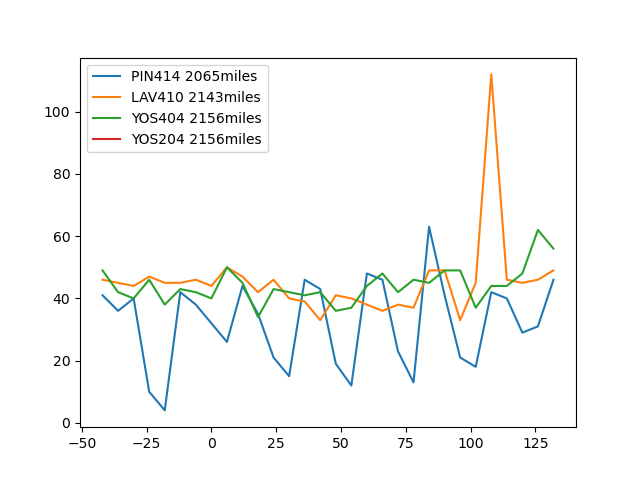 PIN414 2065miles
LAV410 2143miles
YOS404 2156miles
YOS204 2156miles
100
80
60
40
20
0
−50 −25 0 25 50 75 100 125